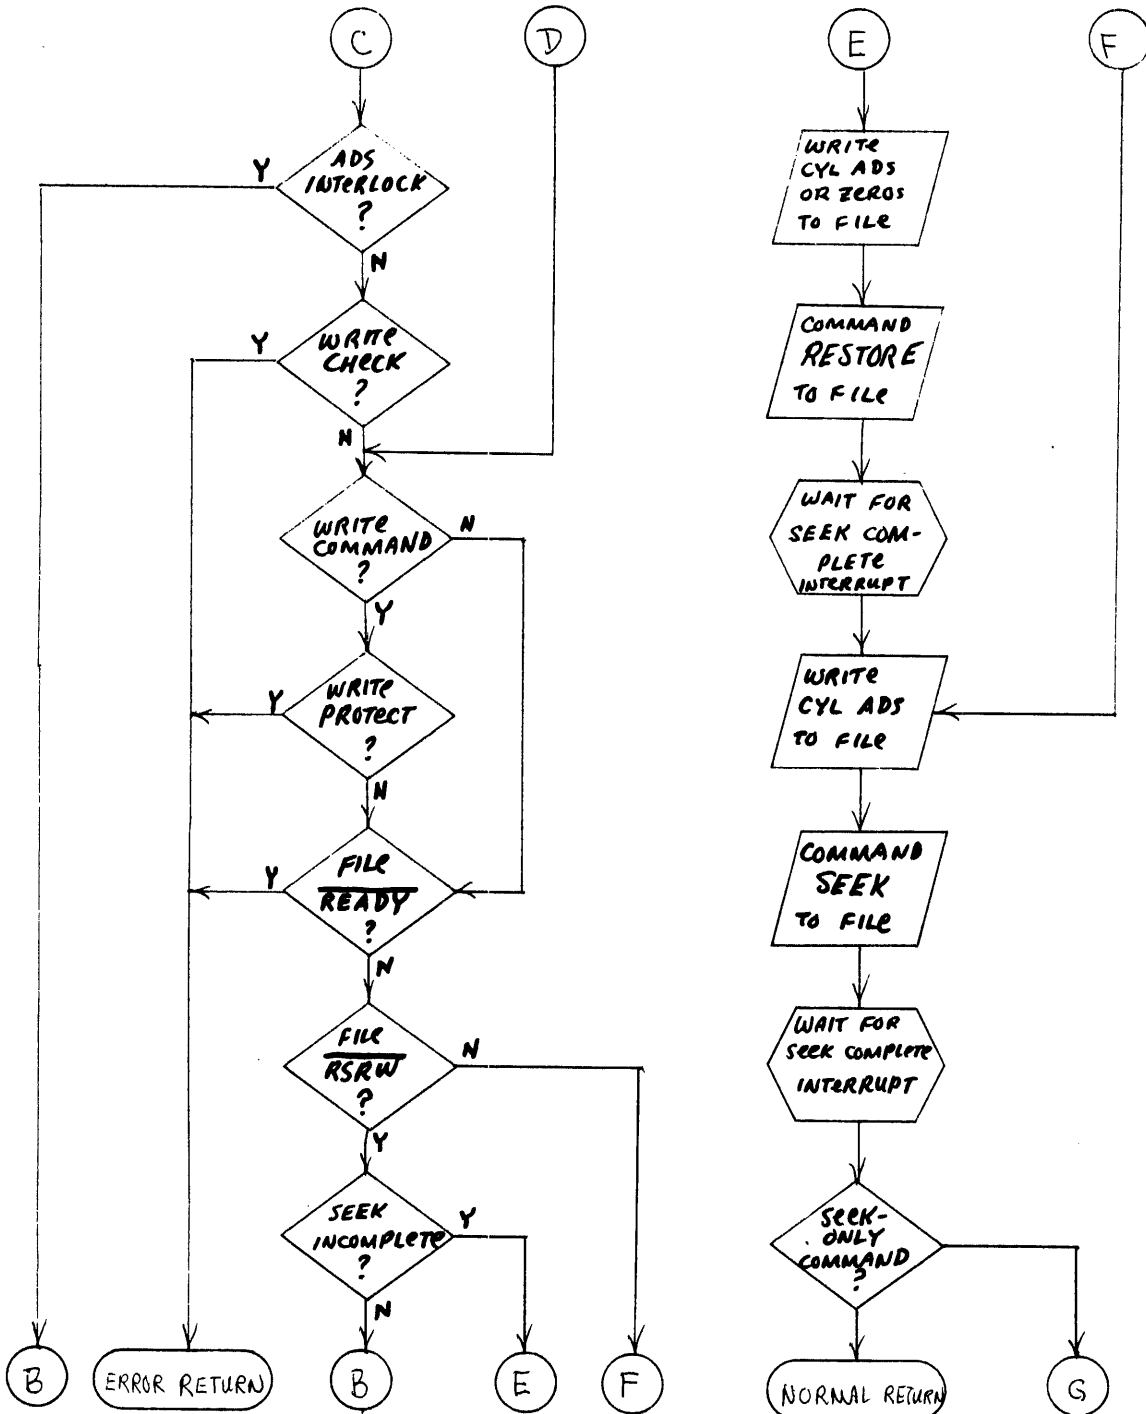 C
D
E
F
ADS
INTERLOCK
?
Y
N
WRITE
CHECK
?
Y
N
WRITE
COMMAND
?
N
Y
WRITE
PROTECT
?
Y
N
FILE
READY
?
Y
N
FILE
RSRW
?
N
Y
SEEK
INCOMPLETE
?
Y
N
B
ERROR RETURN
B
E
F
WRITE
CYL ADS
OR ZEROS
TO FILE
COMMAND
RESTORE
TO FILE
WAIT FOR
SEEK COM-
PLETE
INTERRUPT
WRITE
CYL ADS
TO FILE
COMMAND
SEEK
TO FILE
WAIT FOR
SEEK COMPLETE
INTERRUPT
SEEK-
ONLY
COMMAND
?
NORMAL RETURN
G